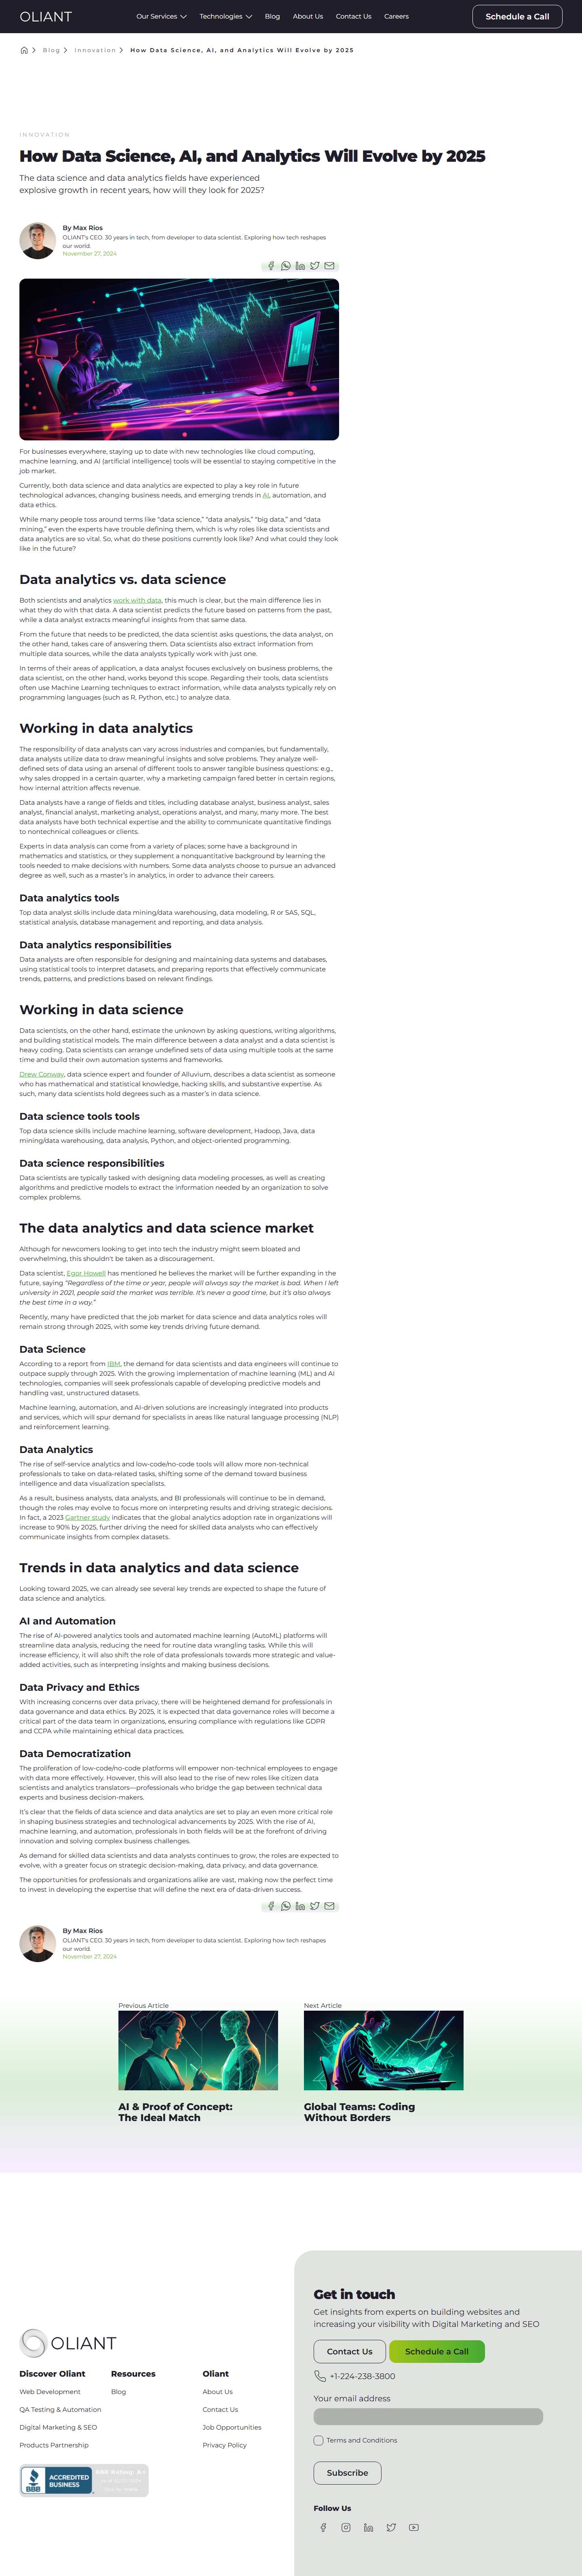 OLIANT
Our Services
Technologies
Blog
About Us
Contact Us
Careers
Schedule a Call
Blog
Innovation
How Data Science, AI, and Analytics Will Evolve by 2025
INNOVATION
How Data Science, AI, and Analytics Will Evolve by 2025
The data science and data analytics fields have experienced
explosive growth in recent years, how will they look for 2025?
By Max Rios
OLIANT's CEO. 30 years in tech, from developer to data scientist. Exploring how tech reshapes
our world.
November 27, 2024
For businesses everywhere, staying up to date with new technologies like cloud computing,
machine learning, and AI (artificial intelligence) tools will be essential to staying competitive in the
job market.
Currently, both data science and data analytics are expected to play a key role in future
technological advances, changing business needs, and emerging trends in AI, automation, and
data ethics.
While many people toss around terms like “data science,” “data analysis,” “big data,” and “data
mining,” even the experts have trouble defining them, which is why roles like data scientists and
data analytics are so vital. So, what do these positions currently look like? And what could they look
like in the future?
Data analytics vs. data science
Both scientists and analytics work with data, this much is clear, but the main difference lies in
what they do with that data. A data scientist predicts the future based on patterns from the past,
while a data analyst extracts meaningful insights from that same data.
From the future that needs to be predicted, the data scientist asks questions, the data analyst, on
the other hand, takes care of answering them. Data scientists also extract information from
multiple data sources, while the data analysts typically work with just one.
In terms of their areas of application, a data analyst focuses exclusively on business problems, the
data scientist, on the other hand, works beyond this scope. Regarding their tools, data scientists
often use Machine Learning techniques to extract information, while data analysts typically rely on
programming languages (such as R, Python, etc.) to analyze data.
Working in data analytics
The responsibility of data analysts can vary across industries and companies, but fundamentally,
data analysts utilize data to draw meaningful insights and solve problems. They analyze well-
defined sets of data using an arsenal of different tools to answer tangible business questions: e.g.,
why sales dropped in a certain quarter, why a marketing campaign fared better in certain regions,
how internal attrition affects revenue.
Data analysts have a range of fields and titles, including database analyst, business analyst, sales
analyst, financial analyst, marketing analyst, operations analyst, and many, many more. The best
data analysts have both technical expertise and the ability to communicate quantitative findings
to nontechnical colleagues or clients.
Experts in data analysis can come from a variety of places; some have a background in
mathematics and statistics, or they supplement a nonquantitative background by learning the
tools needed to make decisions with numbers. Some data analysts choose to pursue an advanced
degree as well, such as a master's in analytics, in order to advance their careers.
Data analytics tools
Top data analyst skills include data mining/data warehousing, data modeling, R or SAS, SQL,
statistical analysis, database management and reporting, and data analysis.
Data analytics responsibilities
Data analysts are often responsible for designing and maintaining data systems and databases,
using statistical tools to interpret datasets, and preparing reports that effectively communicate
trends, patterns, and predictions based on relevant findings.
Working in data science
Data scientists, on the other hand, estimate the unknown by asking questions, writing algorithms,
and building statistical models. The main difference between a data analyst and a data scientist is
heavy coding. Data scientists can arrange undefined sets of data using multiple tools at the same
time and build their own automation systems and frameworks.
Drew Conway, data science expert and founder of Alluvium, describes a data scientist as someone
who has mathematical and statistical knowledge, hacking skills, and substantive expertise. As
such, many data scientists hold degrees such as a master's in data science.
Data science tools tools
Top data science skills include machine learning, software development, Hadoop, Java, data
mining/data warehousing, data analysis, Python, and object-oriented programming.
Data science responsibilities
Data scientists are typically tasked with designing data modeling processes, as well as creating
algorithms and predictive models to extract the information needed by an organization to solve
complex problems.
The data analytics and data science market
Although for newcomers looking to get into tech the industry might seem bloated and
overwhelming, this shouldn't be taken as a discouragement.
Data scientist, Egor Howell has mentioned he believes the market will be further expanding in the
future, saying “Regardless of the time or year, people will always say the market is bad. When I left
university in 2021, people said the market was terrible. It's never a good time, but it's also always
the best time in a way.”
Recently, many have predicted that the job market for data science and data analytics roles will
remain strong through 2025, with some key trends driving future demand.
Data Science
According to a report from IBM, the demand for data scientists and data engineers will continue to
outpace supply through 2025. With the growing implementation of machine learning (ML) and AI
technologies, companies will seek professionals capable of developing predictive models and
handling vast, unstructured datasets.
Machine learning, automation, and AI-driven solutions are increasingly integrated into products
and services, which will spur demand for specialists in areas like natural language processing (NLP)
and reinforcement learning.
Data Analytics
The rise of self-service analytics and low-code/no-code tools will allow more non-technical
professionals to take on data-related tasks, shifting some of the demand toward business
intelligence and data visualization specialists.
As a result, business analysts, data analysts, and BI professionals will continue to be in demand,
though the roles may evolve to focus more on interpreting results and driving strategic decisions.
In fact, a 2023 Gartner study indicates that the global analytics adoption rate in organizations will
increase to 90% by 2025, further driving the need for skilled data analysts who can effectively
communicate insights from complex datasets.
Trends in data analytics and data science
Looking toward 2025, we can already see several key trends are expected to shape the future of
data science and analytics.
AI and Automation
The rise of AI-powered analytics tools and automated machine learning (AutoML) platforms will
streamline data analysis, reducing the need for routine data wrangling tasks. While this will
increase efficiency, it will also shift the role of data professionals towards more strategic and value-
added activities, such as interpreting insights and making business decisions.
Data Privacy and Ethics
With increasing concerns over data privacy, there will be heightened demand for professionals in
data governance and data ethics. By 2025, it is expected that data governance roles will become a
critical part of the data team in organizations, ensuring compliance with regulations like GDPR
and CCPA while maintaining ethical data practices.
Data Democratization
The proliferation of low-code/no-code platforms will empower non-technical employees to engage
with data more effectively. However, this will also lead to the rise of new roles like citizen data
scientists and analytics translators—professionals who bridge the gap between technical data
experts and business decision-makers.
It's clear that the fields of data science and data analytics are set to play an even more critical role
in shaping business strategies and technological advancements by 2025. With the rise of AI,
machine learning, and automation, professionals in both fields will be at the forefront of driving
innovation and solving complex business challenges.
As demand for skilled data scientists and data analysts continues to grow, the roles are expected to
evolve, with a greater focus on strategic decision-making, data privacy, and data governance.
The opportunities for professionals and organizations alike are vast, making now the perfect time
to invest in developing the expertise that will define the next era of data-driven success.
By Max Rios
OLIANT's CEO. 30 years in tech, from developer to data scientist. Exploring how tech reshapes
our world.
November 27, 2024
Previous Article
AI & Proof of Concept:
The Ideal Match
Next Article
Global Teams: Coding
Without Borders
OLIANT
Discover Oliant
Web Development
QA Testing & Automation
Digital Marketing & SEO
Products Partnership
Resources
Blog
Oliant
About Us
Contact Us
Job Opportunities
Privacy Policy
BBB
ACCREDITED
BUSINESS
BBB Rating: A+
Get in touch
Get insights from experts on building websites and
increasing your visibility with Digital Marketing and SEO
Contact Us
Schedule a Call
+1-224-238-3800
Your email address
Terms and Conditions
Subscribe
Follow Us